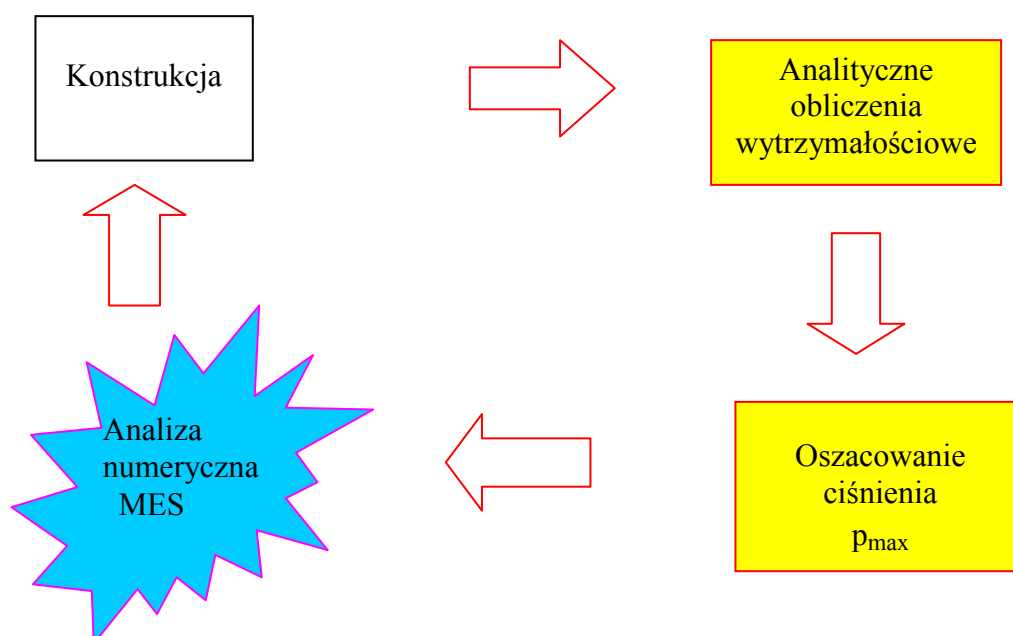 Konstrukcja
Analityczne
obliczenia
wytrzymałościowe
Oszacowanie
ciśnienia
pmax
Analiza
numeryczna
MES